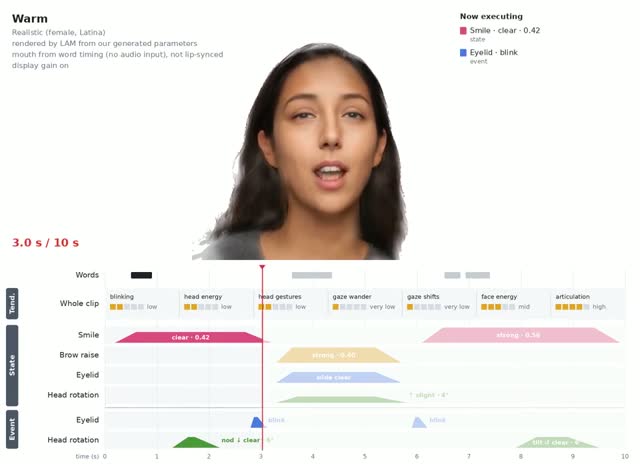 Warm
Realistic (female, Latina)
rendered by LAM from our generated parameters
mouth from word timing (no audio input), not lip-synced
display gain on
Now executing
Smile · clear · 0.42
state
Eyelid · blink
event
3.0 s / 10 s
Words
Tend.
Whole clip
blinking low
head energy low
head gestures low
gaze wander very low
gaze shifts very low
face energy mid
articulation high
State
Smile
clear · 0.42
strong · 0.56
Brow raise
strong · 0.40
Eyelid
wide clear
Head rotation
↑ slight · 4°
Event
Eyelid
blink
blink
Head rotation
nod ↓ clear · 6°
time (s) 0 1 2 3 4 5 6 7 8 9 10